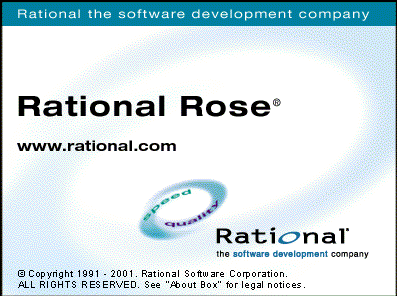 Rational the software development company
Rational Rose®
www.rational.com
speed
quality
Rational®
the software development company
© Copyright 1991 - 2001. Rational Software Corporation.
ALL RIGHTS RESERVED. See "About Box" for legal notices.